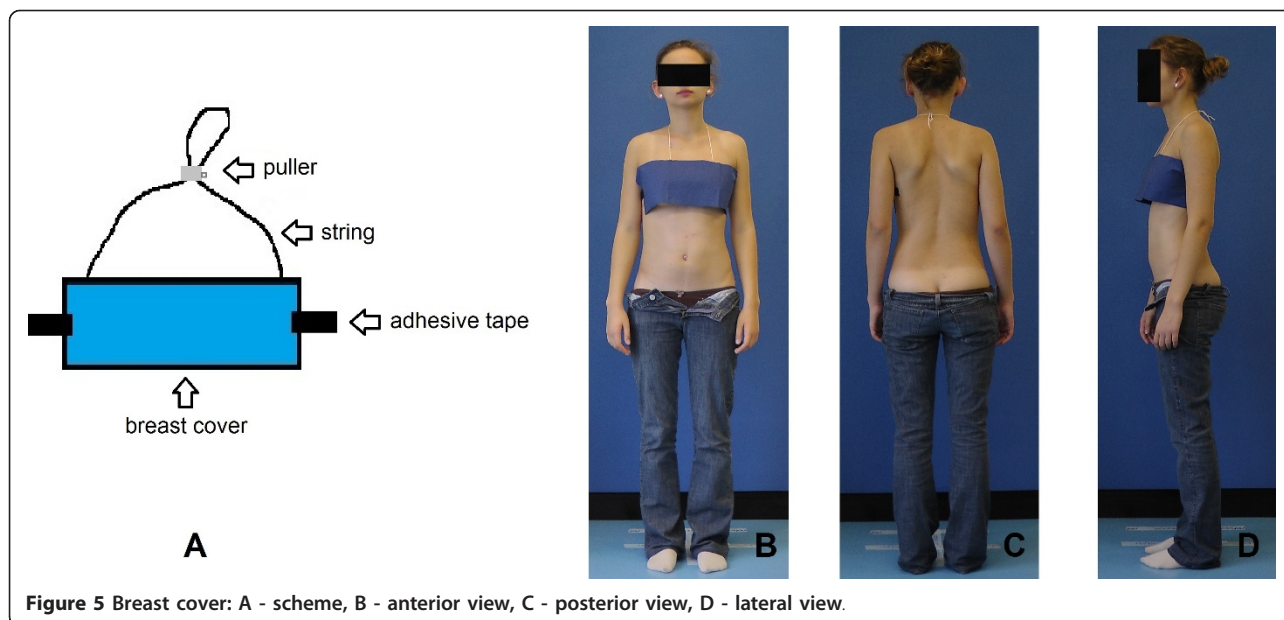 puller
string
adhesive tape
breast cover
A
B
C
D
Figure 5 Breast cover: A - scheme, B - anterior view, C - posterior view, D - lateral view.